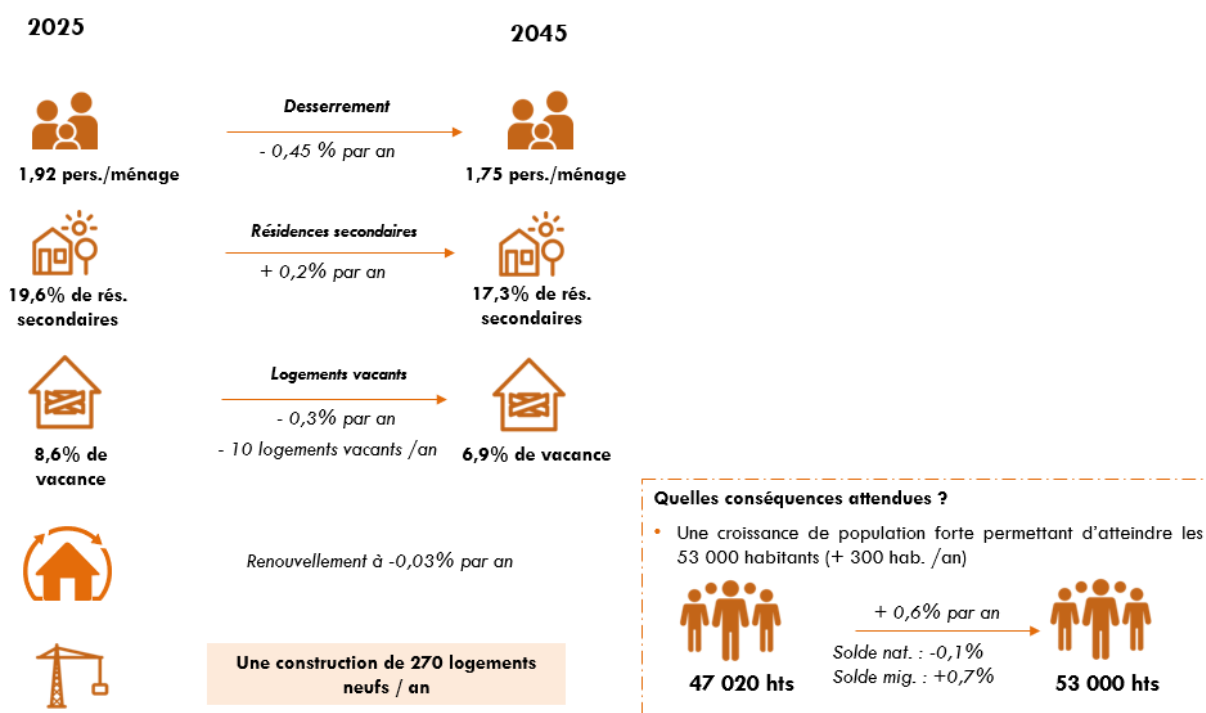 2025
2045
Desserrement
- 0,45 % par an
1,92 pers./ménage
1,75 pers./ménage
Résidences secondaires
+ 0,2% par an
19,6% de rés.
secondaires
17,3% de rés.
secondaires
Logements vacants
- 0,3% par an
- 10 logements vacants /an
8,6% de
vacance
6,9% de vacance
Renouvellement à -0,03% par an
Une construction de 270 logements
neufs / an
Quelles conséquences attendues ?
• Une croissance de population forte permettant d'atteindre les
53 000 habitants (+ 300 hab. /an)
+ 0,6% par an
Solde nat. : -0,1%
Solde mig. : +0,7%
47 020 hts
53 000 hts